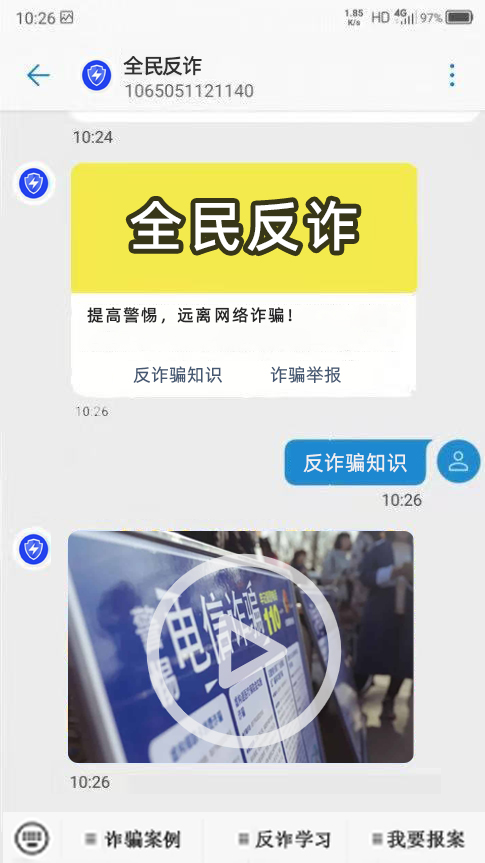 10:26
1.85
K/s
HD
4G
97%
全民反诈
1065051121140
10:24
全民反诈
提高警惕，远离网络诈骗！
反诈骗知识
诈骗举报
10:26
反诈骗知识
10:26
警惕
电信诈骗
110
10:26
诈骗案例
反诈学习
我要报案